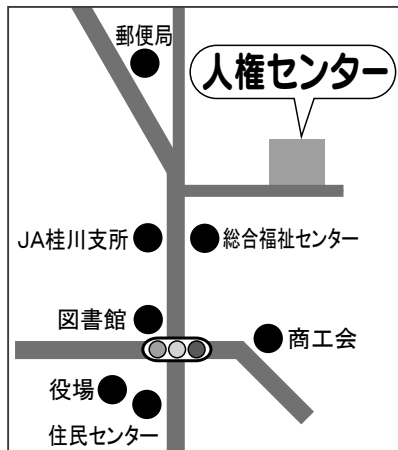 郵便局
人権センター
JA桂川支所
総合福祉センター
図書館
商工会
役場
住民センター